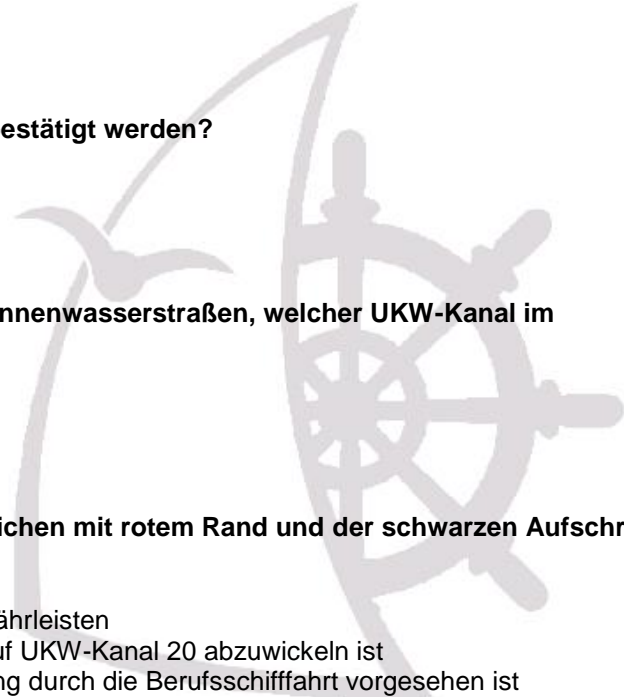 estätigt werden?
nnenwasserstraßen, welcher UKW-Kanal im
ichen mit rotem Rand und der schwarzen Aufschr
ährleisten
uf UKW-Kanal 20 abzuwickeln ist
ng durch die Berufsschifffahrt vorgesehen ist